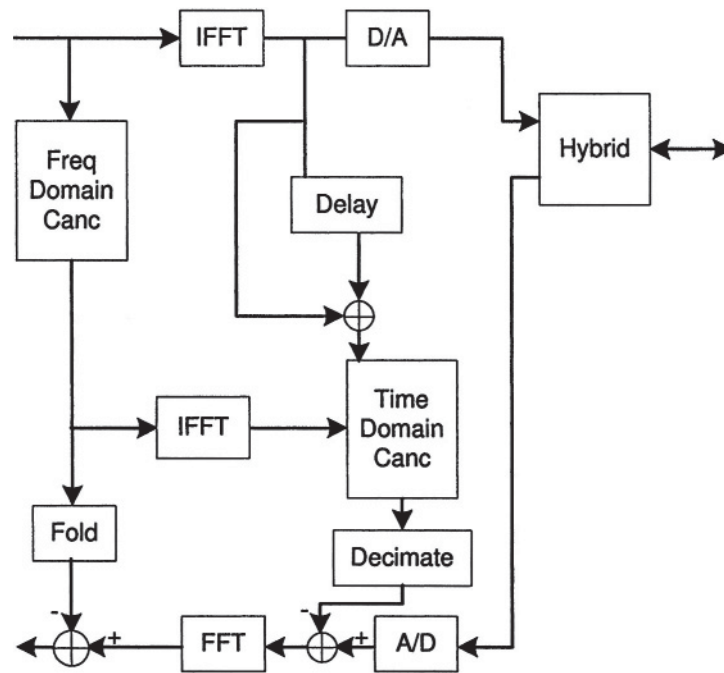 IFFT
D/A
Freq
Domain
Canc
Hybrid
Delay
IFFT
Time
Domain
Canc
Fold
Decimate
-
-
+
FFT
+
A/D